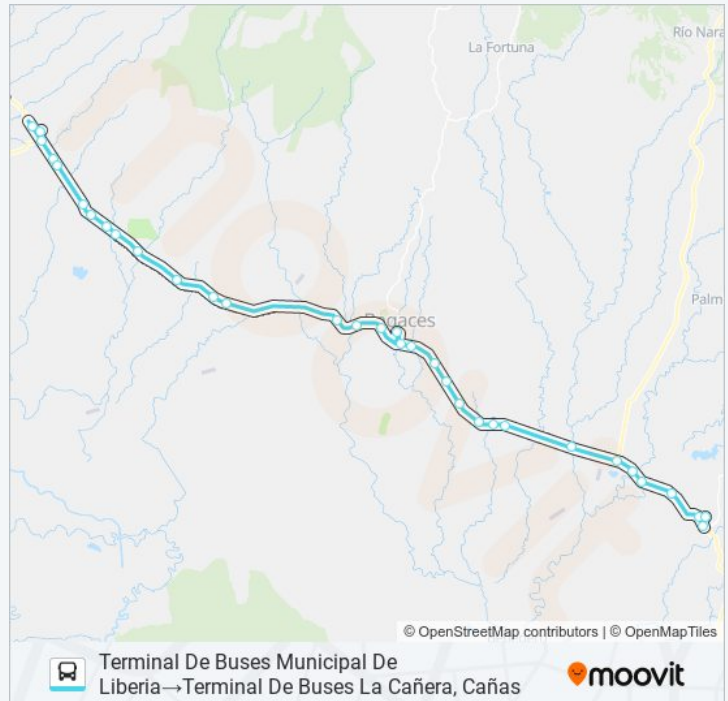 La Fortuna
Río Nara
Bagaces
Palm
moovit
© OpenStreetMap contributors | © OpenMapTiles
Terminal De Buses Municipal De
Liberia→Terminal De Buses La Cañera, Cañas
moovit